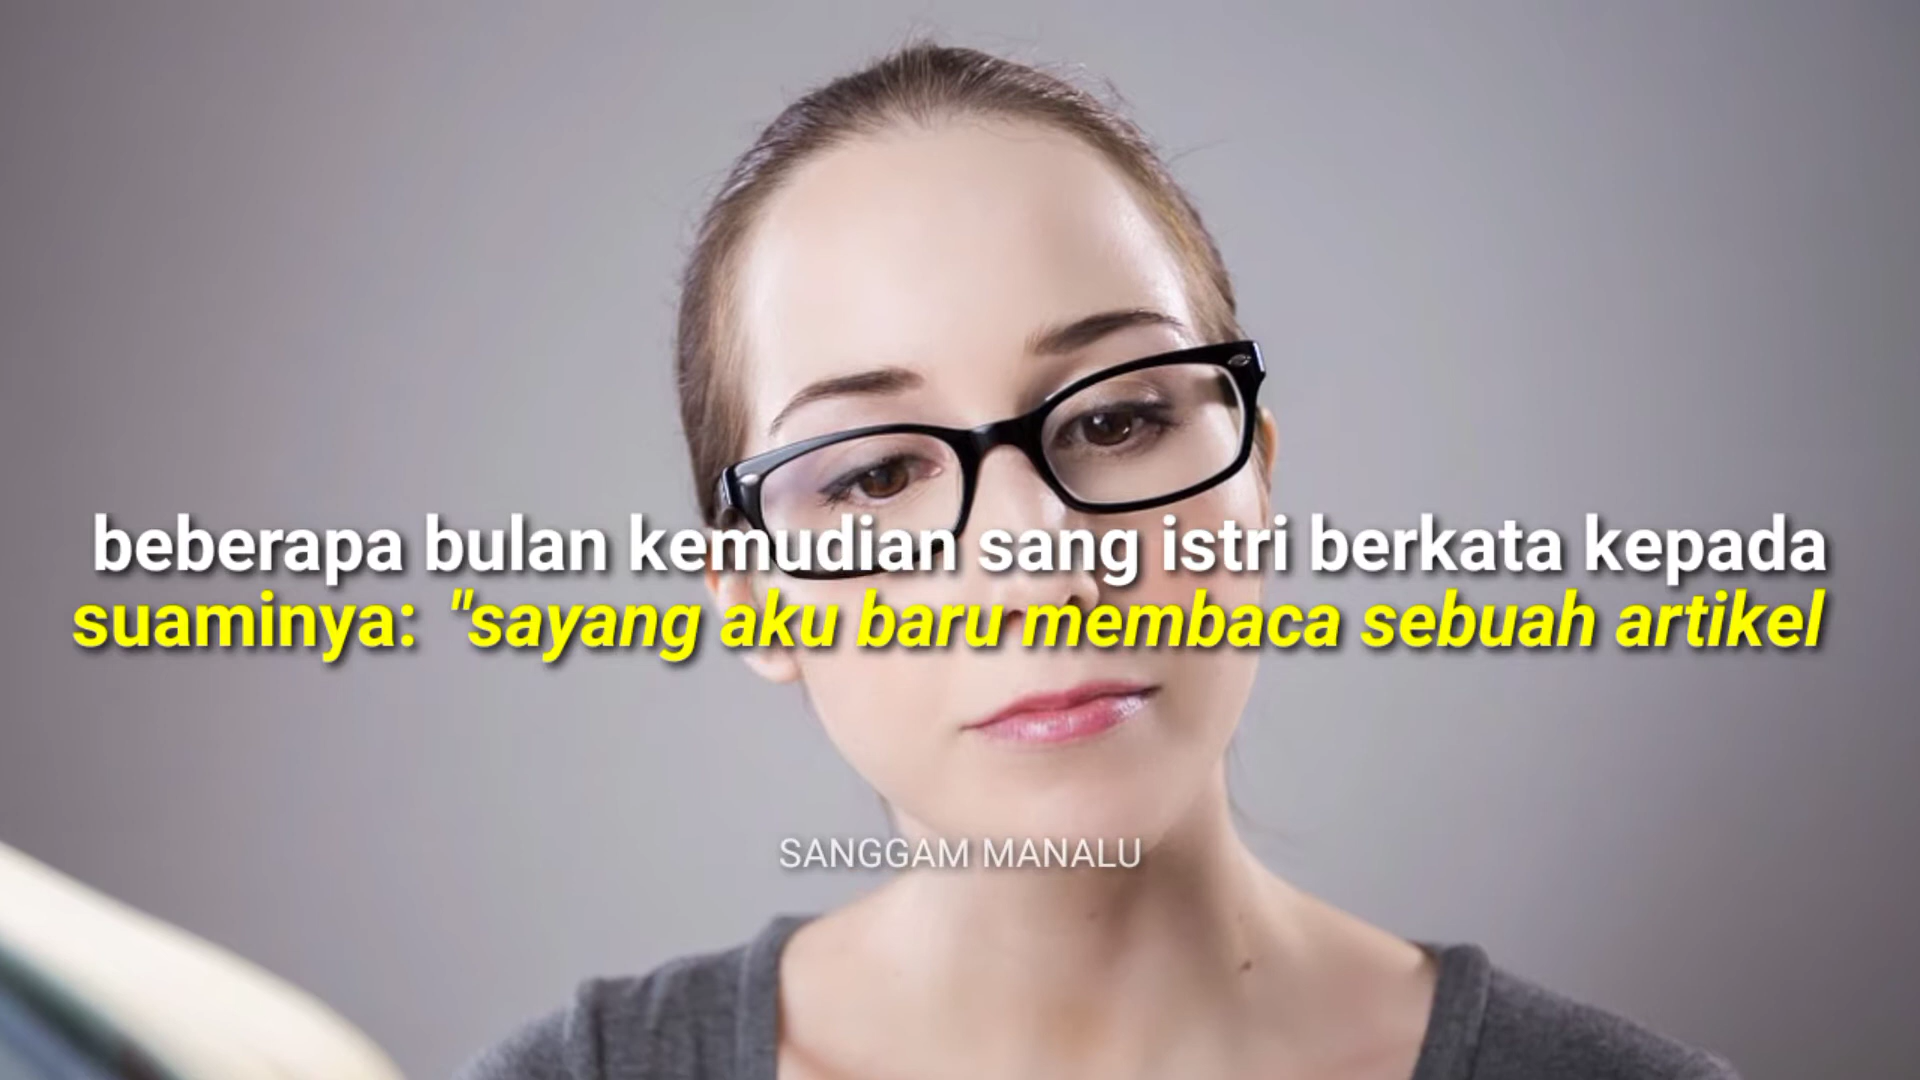 beberapa bulan kemudian sang istri berkata kepada
suaminya: "sayang aku baru membaca sebuah artikel
SANGGAM MANALU